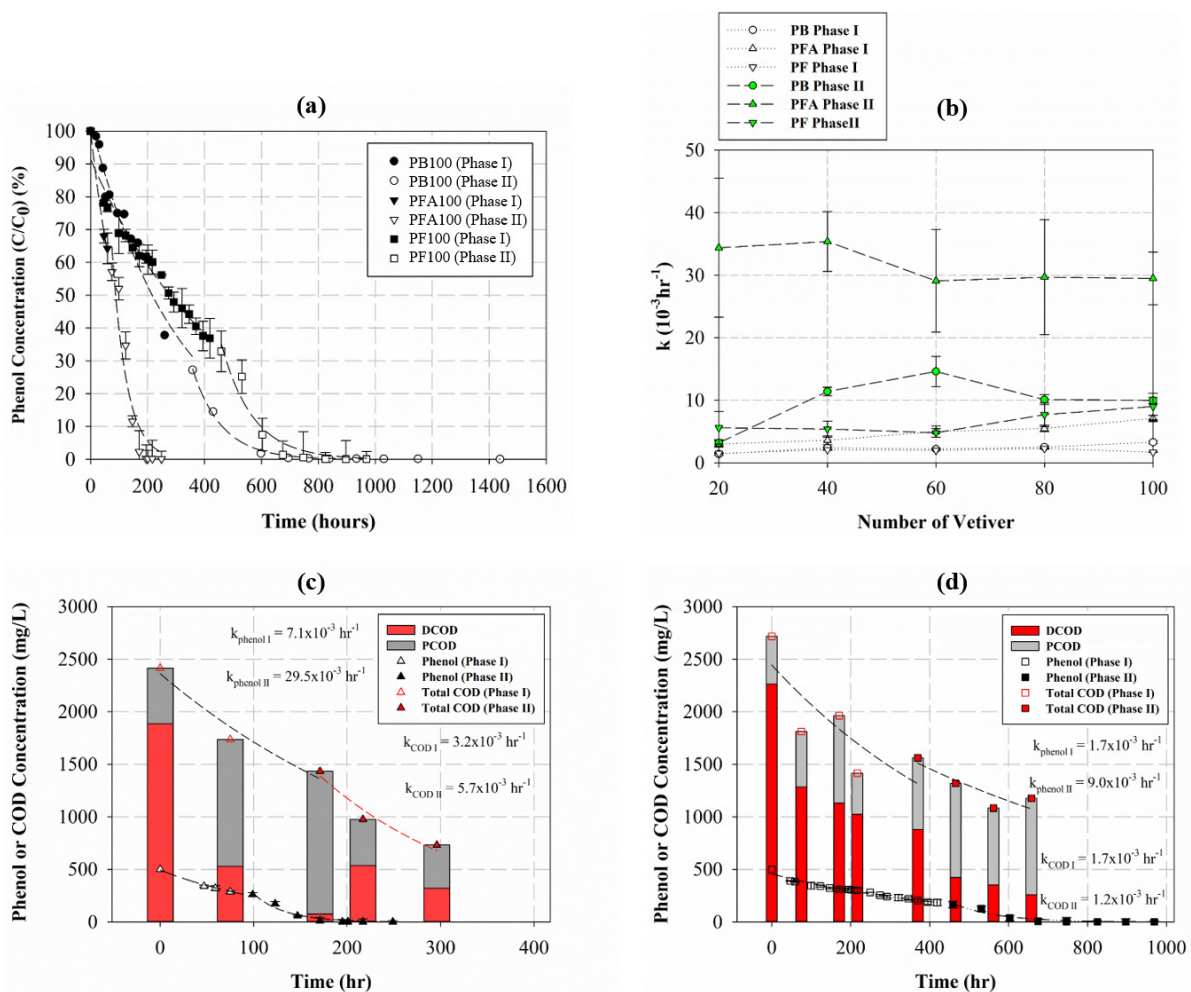 (a)
Phenol Concentration (C/C0) (%)
100
90
80
70
60
50
40
30
20
10
0
PB100 (Phase I)
PB100 (Phase II)
PFA100 (Phase I)
PFA100 (Phase II)
PF100 (Phase I)
PF100 (Phase II)
0 200 400 600 800 1000 1200 1400 1600
Time (hours)
PB Phase I
PFA Phase I
PF Phase I
PB Phase II
PFA Phase II
PF PhaseII
(b)
k (10-3hr-1)
50
40
30
20
10
0
20 40 60 80 100
Number of Vetiver
(c)
Phenol or COD Concentration (mg/L)
3000
2500
2000
1500
1000
500
0
kphenol I = 7.1x10-3 hr-1
kphenol II = 29.5x10-3 hr-1
DCOD
PCOD
Phenol (Phase I)
Phenol (Phase II)
Total COD (Phase I)
Total COD (Phase II)
kCOD I = 3.2x10-3 hr-1
kCOD II = 5.7x10-3 hr-1
0 100 200 300 400
Time (hr)
(d)
Phenol or COD Concentration (mg/L)
3000
2500
2000
1500
1000
500
0
DCOD
PCOD
Phenol (Phase I)
Phenol (Phase II)
Total COD (Phase I)
Total COD (Phase II)
kphenol I = 1.7x10-3 hr-1
kphenol II = 9.0x10-3 hr-1
kCOD I = 1.7x10-3 hr-1
kCOD II = 1.2x10-3 hr-1
0 200 400 600 800 1000
Time (hr)